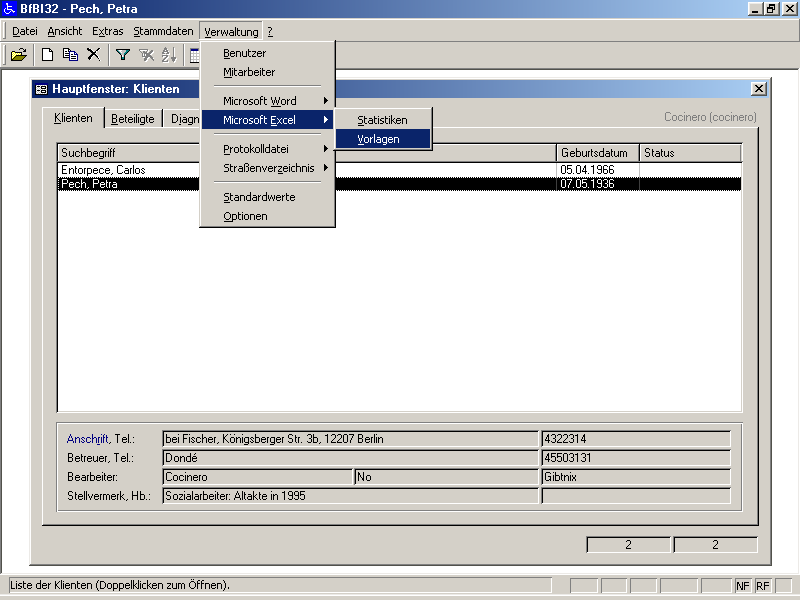 BfBI32 - Pech, Petra
Datei Ansicht Extras Stammdaten Verwaltung ?
Benutzer
Mitarbeiter
Microsoft Word
Microsoft Excel
Protokolldatei
Straßenverzeichnis
Standardwerte
Optionen
Statistiken
Vorlagen
Hauptfenster: Klienten
Klienten Beteiligte Diagn
Cocinero (cocinero)
Suchbegriff Geburtsdatum Status
Entorpece, Carlos 05.04.1966
Pech, Petra 07.05.1936
Anschrift, Tel.: bei Fischer, Königsberger Str. 3b, 12207 Berlin 4322314
Betreuer, Tel.: Dondé 45503131
Bearbeiter: Cocinero No Gibtnix
Stellvermerk, Hb.: Sozialarbeiter: Altakte in 1995
2 2
Liste der Klienten (Doppelklicken zum Öffnen). NF RF